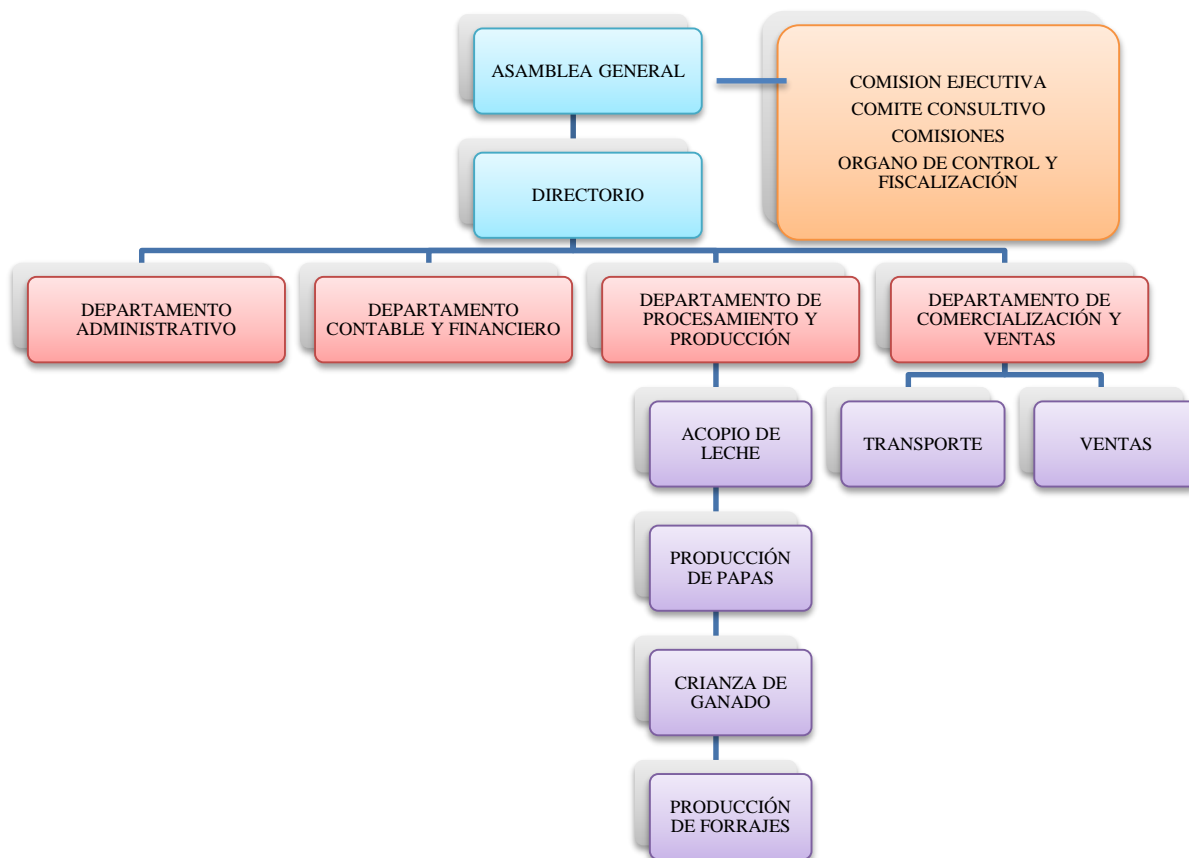 ASAMBLEA GENERAL
COMISION EJECUTIVA
COMITE CONSULTIVO
COMISIONES
ORGANO DE CONTROL Y
FISCALIZACIÓN
DIRECTORIO
DEPARTAMENTO
ADMINISTRATIVO
DEPARTAMENTO
CONTABLE Y FINANCIERO
DEPARTAMENTO DE
PROCESAMIENTO Y
PRODUCCIÓN
DEPARTAMENTO DE
COMERCIALIZACIÓN Y
VENTAS
ACOPIO DE
LECHE
TRANSPORTE
VENTAS
PRODUCCIÓN
DE PAPAS
CRIANZA DE
GANADO
PRODUCCIÓN
DE FORRAJES